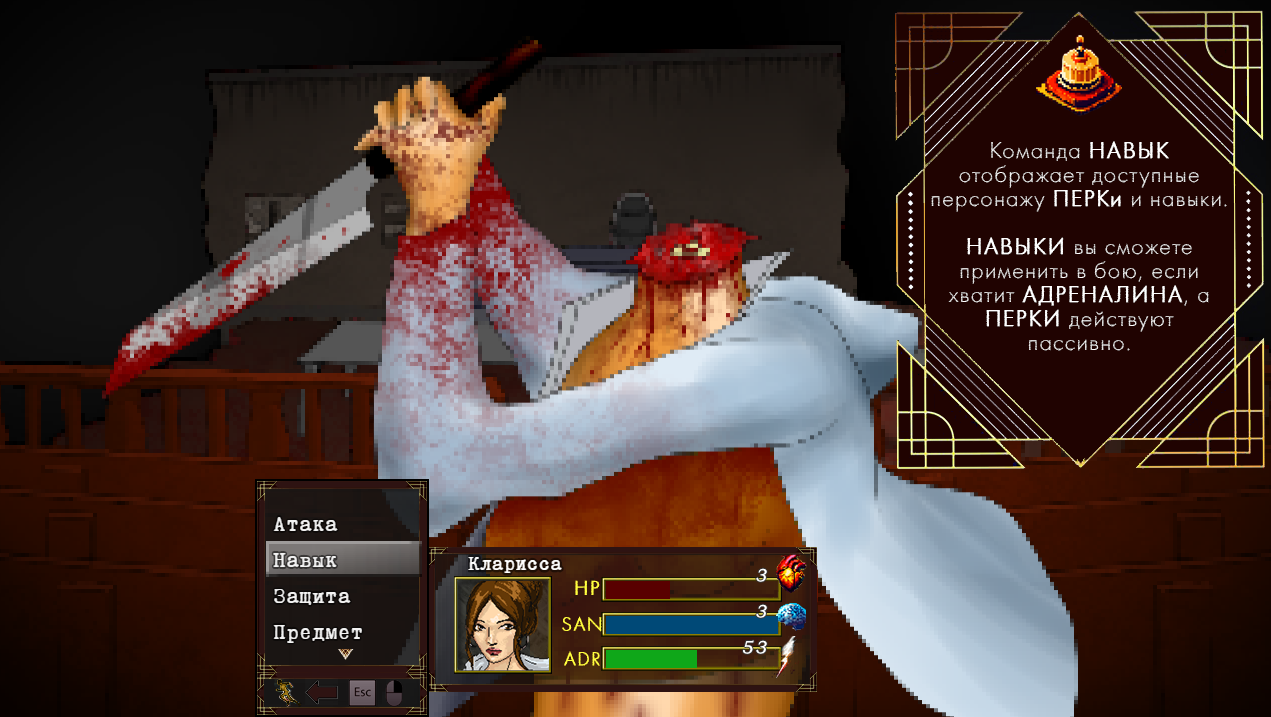 Команда НАВЫК
отображает доступные
персонажу ПЕРКи и навыки.
НАВЫКИ вы сможете
применить в бою, если
хватит АДРЕНАЛИНА, а
ПЕРКИ действуют
пассивно.
Атака
Навык
Защита
Предмет
Esc
Кларисса
HP 3
SAN 3
ADR 53